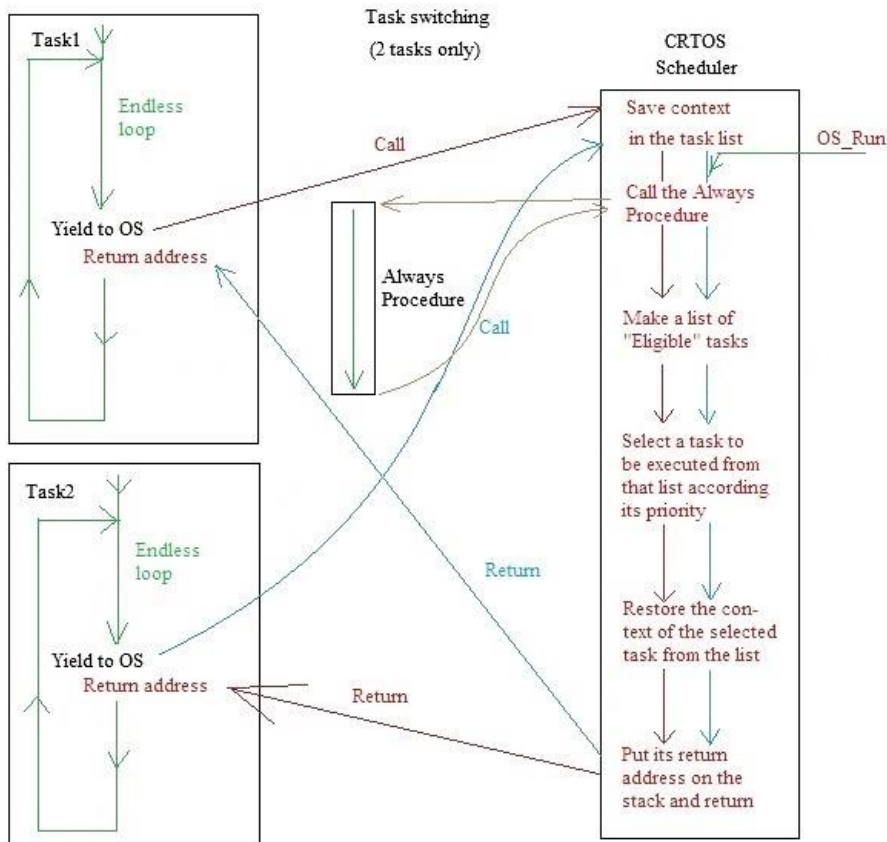 Task switching
(2 tasks only)
Task1
Endless
loop
Yield to OS
Return address
Call
Always
Procedure
Call
CRTOS
Scheduler
Save context
in the task list
OS_Run
Call the Always
Procedure
Make a list of
"Eligible" tasks
Select a task to
be executed from
that list according
its priority
Restore the con-
text of the selected
task from the list
Put its return
address on the
stack and return
Task2
Endless
loop
Yield to OS
Return address
Return
Return